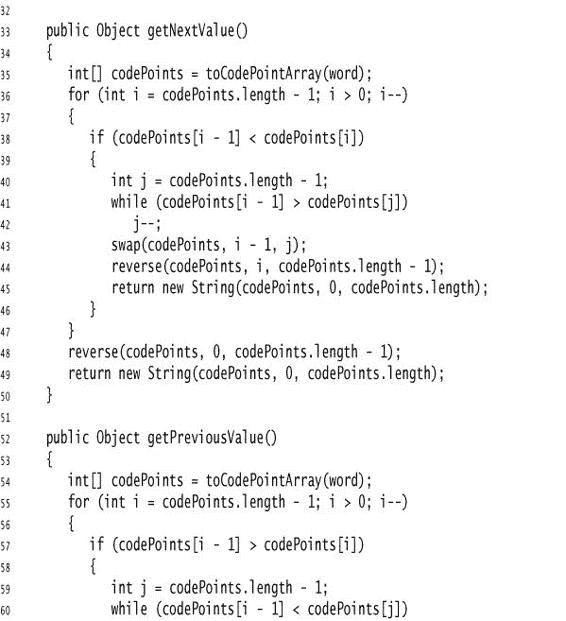 32
33 public Object getNextValue()
34 {
35 int[] codePoints = toCodePointArray(word);
36 for (int i = codePoints.length - 1; i > 0; i--)
37 {
38 if (codePoints[i - 1] < codePoints[i])
39 {
40 int j = codePoints.length - 1;
41 while (codePoints[i - 1] > codePoints[j])
42 j--;
43 swap(codePoints, i - 1, j);
44 reverse(codePoints, i, codePoints.length - 1);
45 return new String(codePoints, 0, codePoints.length);
46 }
47 }
48 reverse(codePoints, 0, codePoints.length - 1);
49 return new String(codePoints, 0, codePoints.length);
50 }
51
52 public Object getPreviousValue()
53 {
54 int[] codePoints = toCodePointArray(word);
55 for (int i = codePoints.length - 1; i > 0; i--)
56 {
57 if (codePoints[i - 1] > codePoints[i])
58 {
59 int j = codePoints.length - 1;
60 while (codePoints[i - 1] < codePoints[j])